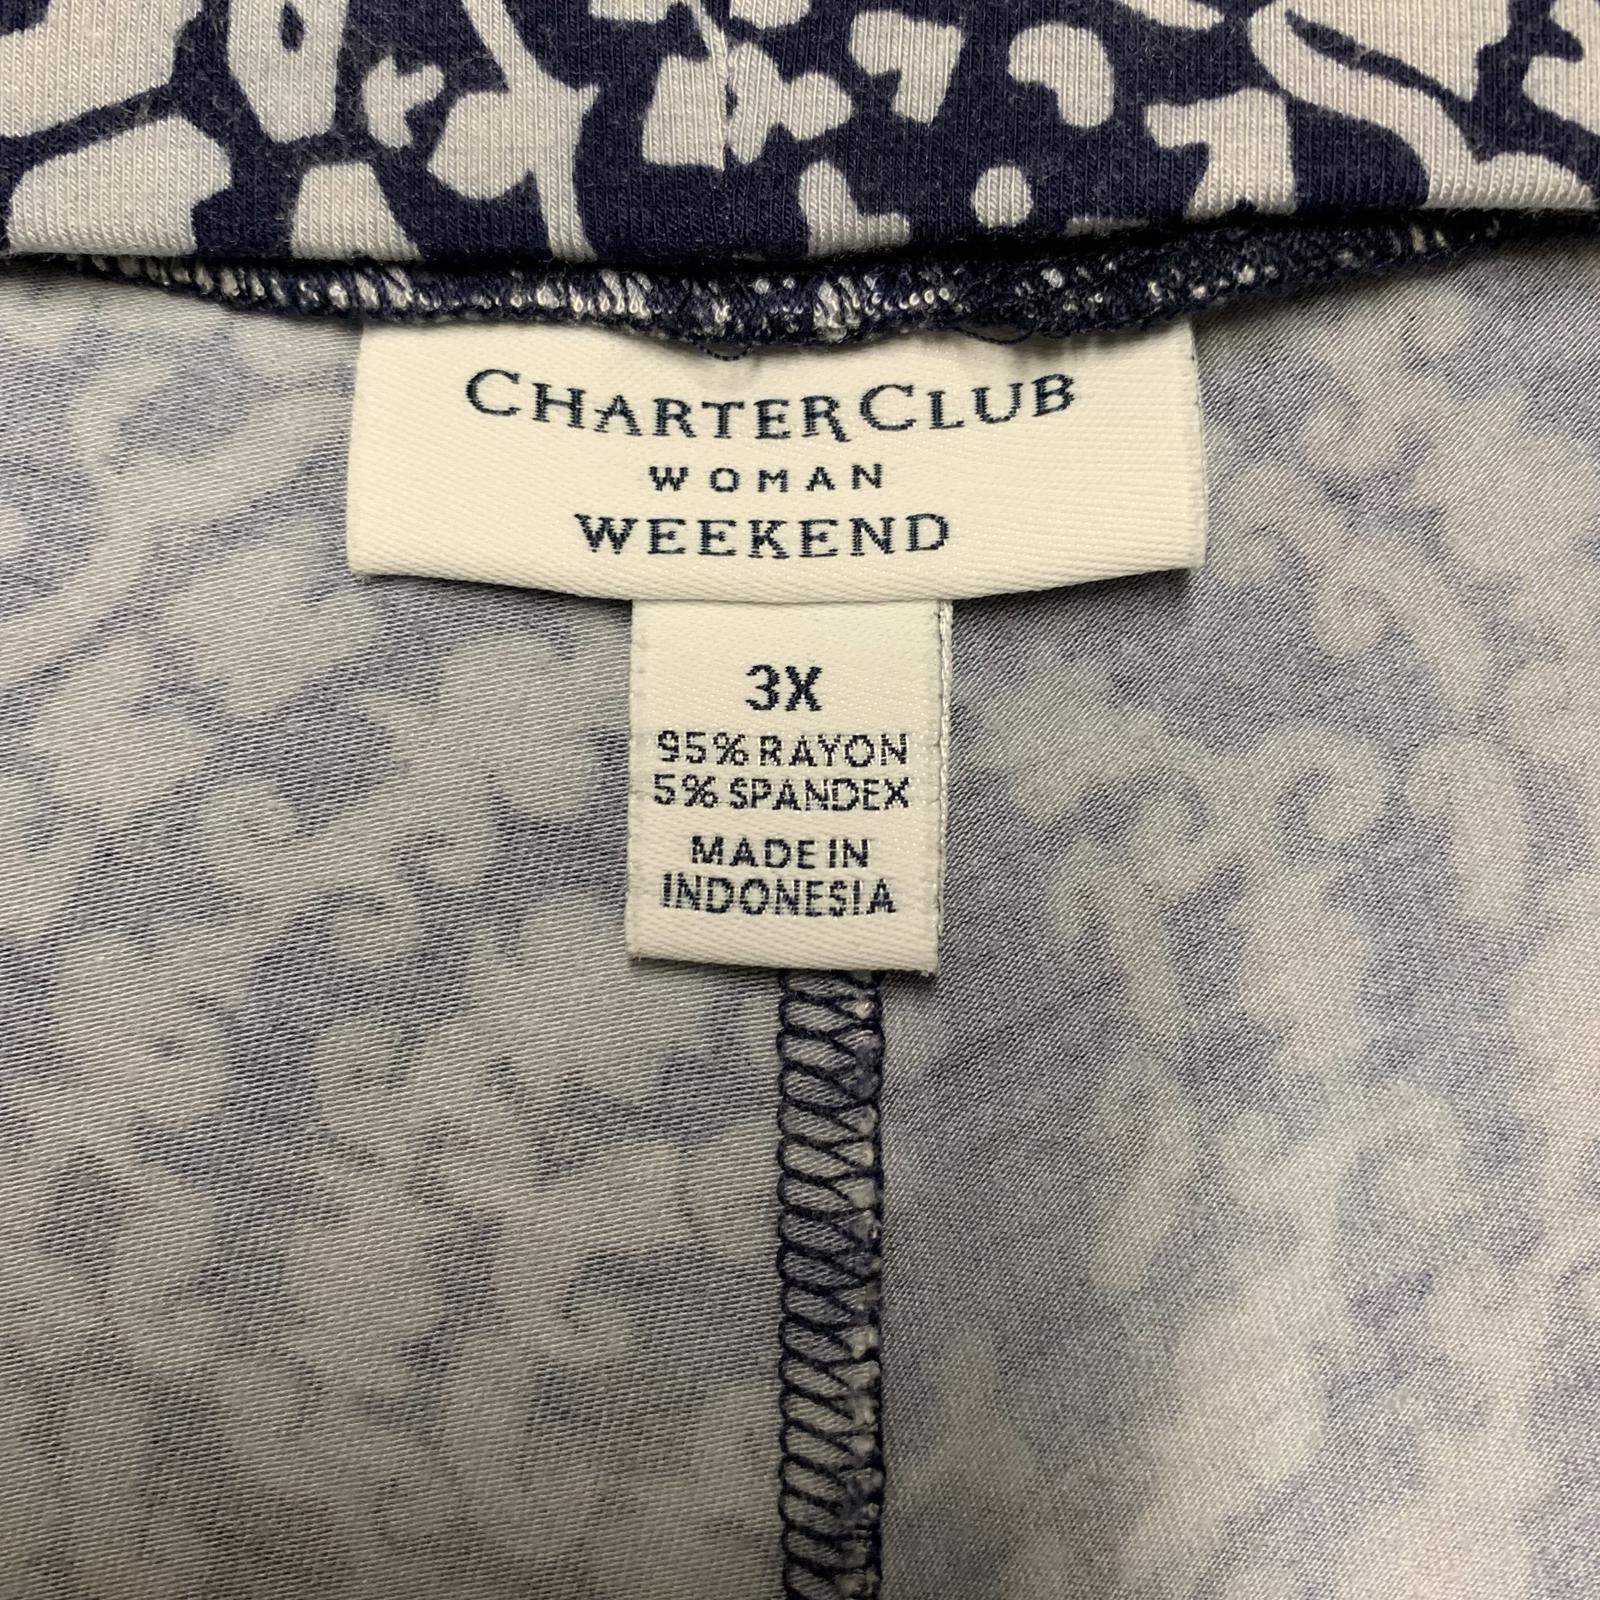 CHARTER CLUB
WOMAN
WEEKEND
3X
95% RAYON
5% SPANDEX
MADE IN
INDONESIA